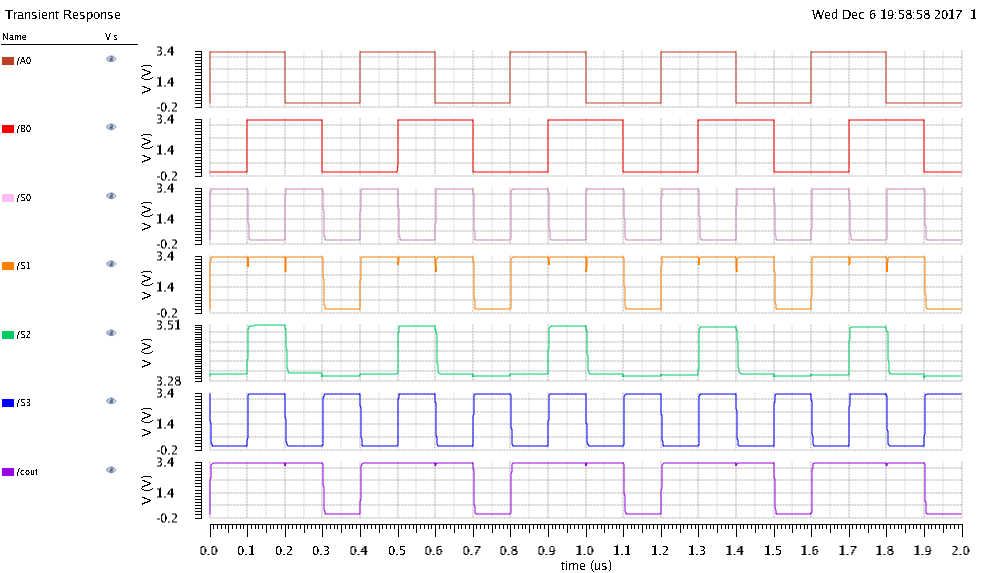 Transient Response
Wed Dec 6 19:58:58 2017 1
Name Vs
/A0
V (V)
3.4
1.4
-0.2
/B0
V (V)
3.4
1.4
-0.2
/S0
V (V)
3.4
1.4
-0.2
/S1
V (V)
3.4
1.4
-0.2
/S2
V (V)
3.51
3.28
/S3
V (V)
3.4
1.4
-0.2
/cout
V (V)
3.4
1.4
-0.2
0.0 0.1 0.2 0.3 0.4 0.5 0.6 0.7 0.8 0.9 1.0 1.1 1.2 1.3 1.4 1.5 1.6 1.7 1.8 1.9 2.0
time (us)